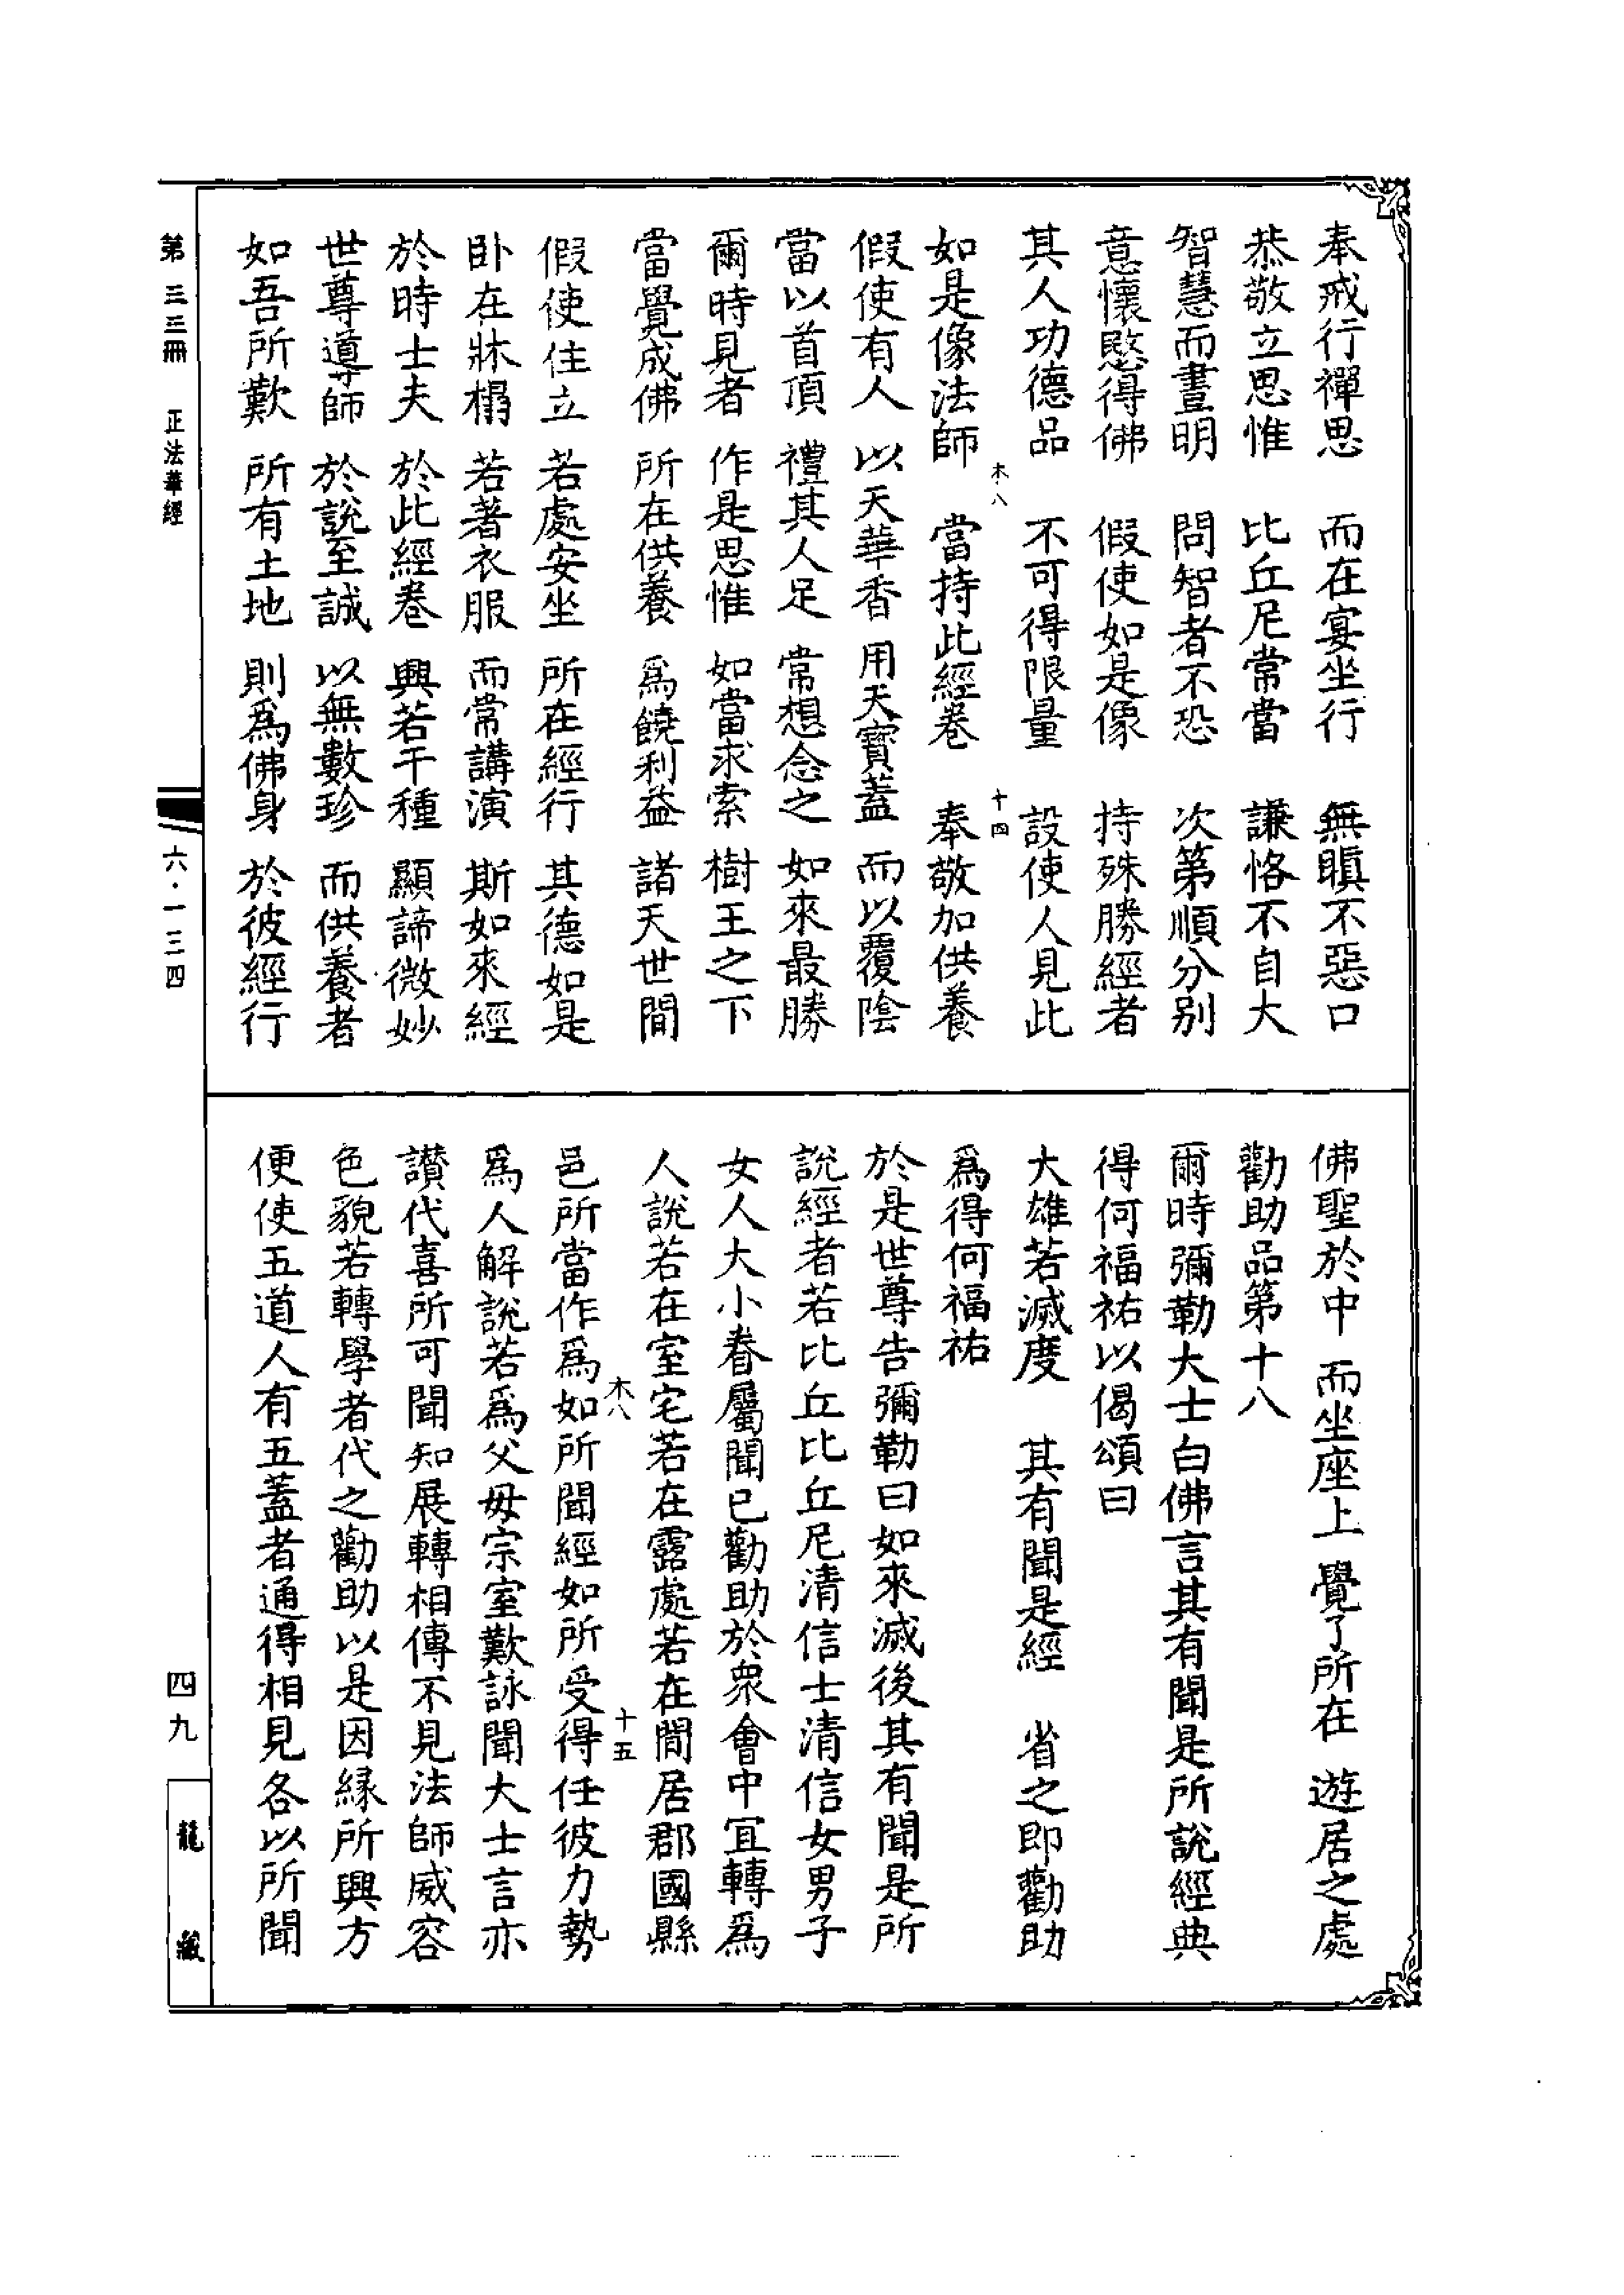 奉戒行禪思　而在宴坐行　無瞋不惡口
恭敬立思惟　比丘尼常當　謙恪不自大
智慧而晝明　問智者不恐　次第順分别
意懷愍得佛　假使如是像　持殊勝經者
其人功德品　不可得限量　設使人見此
木八　十四
如是像法師　當持此經卷　奉敬加供養
假使有人　以天華香　用天寶蓋　而以覆陰
當以首頂　禮其人足　常想念之　如來最勝
爾時見者　作是思惟　如當求索　樹王之下
當覺成佛　所在供養　爲饒利益　諸天世間
假使住立　若處安坐　所在經行　其德如是
卧在牀榻　若著衣服　而常講演　斯如來經
於時士夫　於此經卷　興若干種　顯諦微妙
世尊導師　於說至誠　以無數珍　而供養者
如吾所歎　所有土地　則爲佛身　於彼經行
佛聖於中　而坐座上　覺了所在　遊居之處
勸助品第十八
爾時彌勒大士白佛言其有聞是所說經典
得何福祐以偈頌曰
大雄若滅度　其有聞是經　省之即勸助
爲得何福祐
於是世尊告彌勒曰如來滅後其有聞是所
說經者若比丘比丘尼清信士清信女男子
女人大小眷屬聞已勸助於衆會中宜轉爲
人說若在室宅若在露處若在閒居郡國縣
木八　十五
邑所當作爲如所聞經如所受得任彼力勢
爲人解說若爲父母宗室歎詠聞大士言亦
讃代喜所可聞知展轉相傳不見法師威容
色貌若轉學者代之勸助以是因縁所興方
便使五道人有五蓋者通得相見各以所聞
第三三冊　正法華經
六·一三四
四九
龍藏